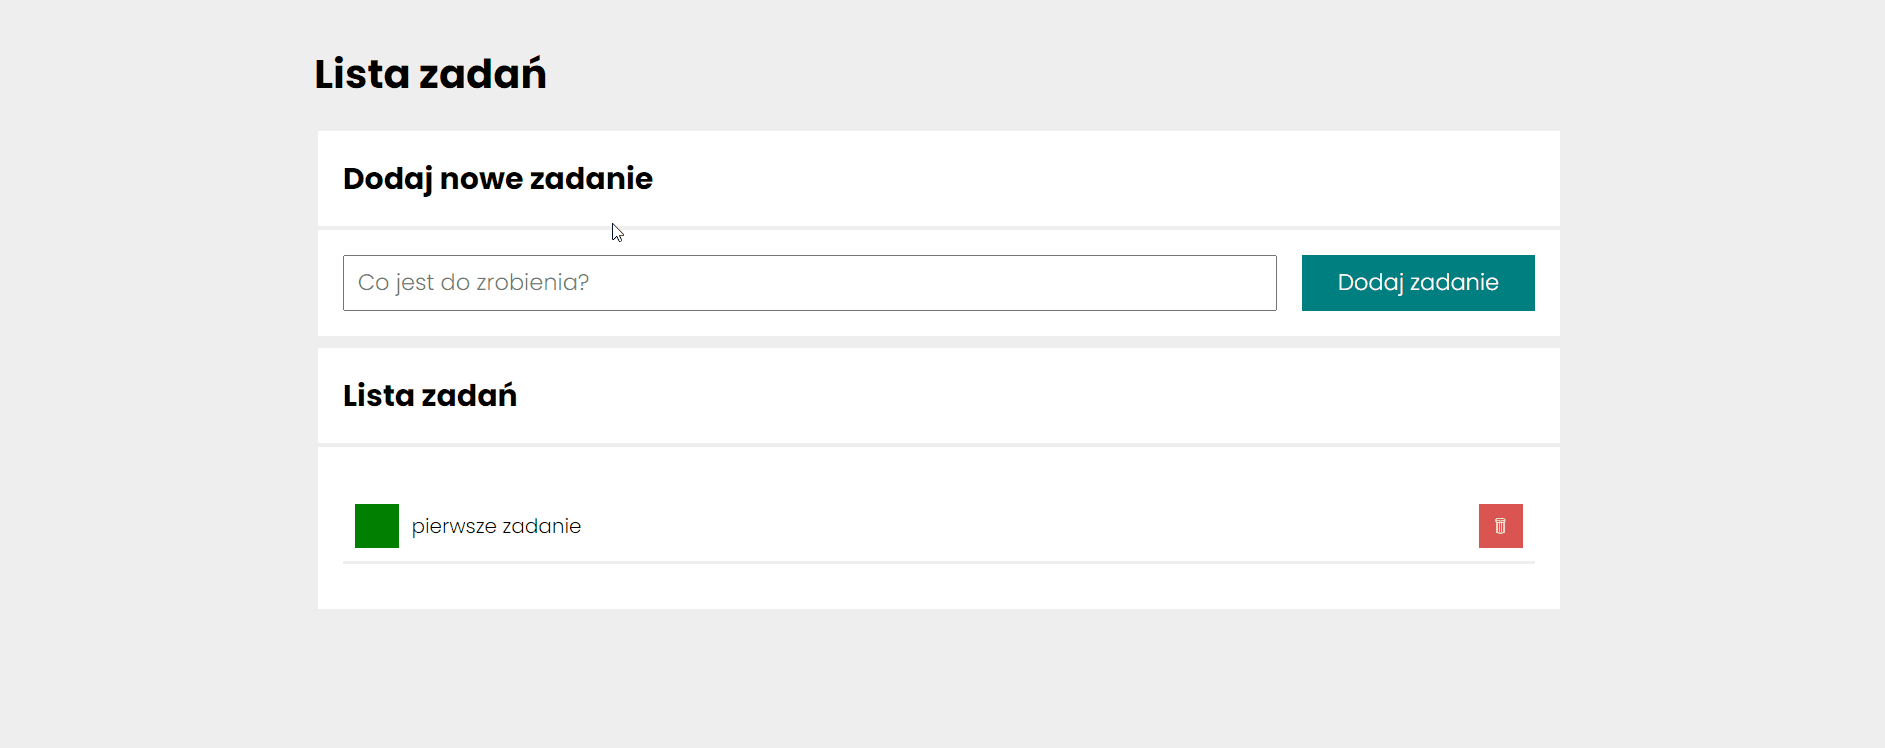 Lista zadań
Dodaj nowe zadanie
Co jest do zrobienia?
Dodaj zadanie
Lista zadań
pierwsze zadanie